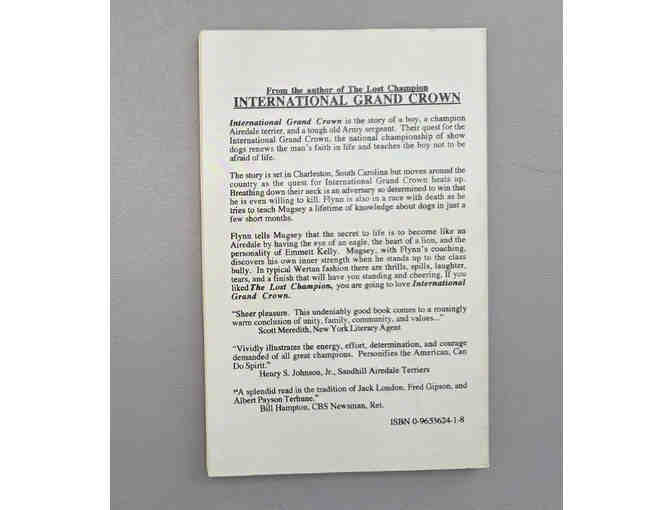 From the author of The Lost Champion
INTERNATIONAL GRAND CROWN
International Grand Crown is the story of a boy, a champion
Airedale terrier, and a tough old Army sergeant. Their quest for the
International Grand Crown, the national championship of show
dogs renews the man's faith in life and teaches the boy not to be
afraid of life.
The story is set in Charleston, South Carolina but moves around the
country as the quest for International Grand Crown heats up.
Breathing down their neck is an adversary so determined to win that
he is even willing to kill. Flynn is also in a race with death as he
tries to teach Mugsey a lifetime of knowledge about dogs in just a
few short months.
Flynn tells Mugsey that the secret to life is to become like an
Airedale by having the eye of an eagle, the heart of a lion, and the
personality of Emmett Kelly. Mugsey, with Flynn's coaching,
discovers his own inner strength when he stands up to the class
bully. In typical Wertan fashion there are thrills, spills, laughter,
tears, and a finish that will have you standing and cheering. If you
liked The Lost Champion, you are going to love International
Grand Crown.
"Sheer pleasure. This undeniably good book comes to a rousingly
warm conclusion of unity, family, community, and values..."
Scott Meredith, New York Literary Agent
"Vividly illustrates the energy, effort, determination, and courage
demanded of all great champions. Personifies the American, Can
Do Spirit."
Henry S. Johnson, Jr., Sandhill Airedale Terriers
"A splendid read in the tradition of Jack London, Fred Gipson, and
Albert Payson Terhune."
Bill Hampton, CBS Newsman, Ret.
ISBN 0-9653624-1-8